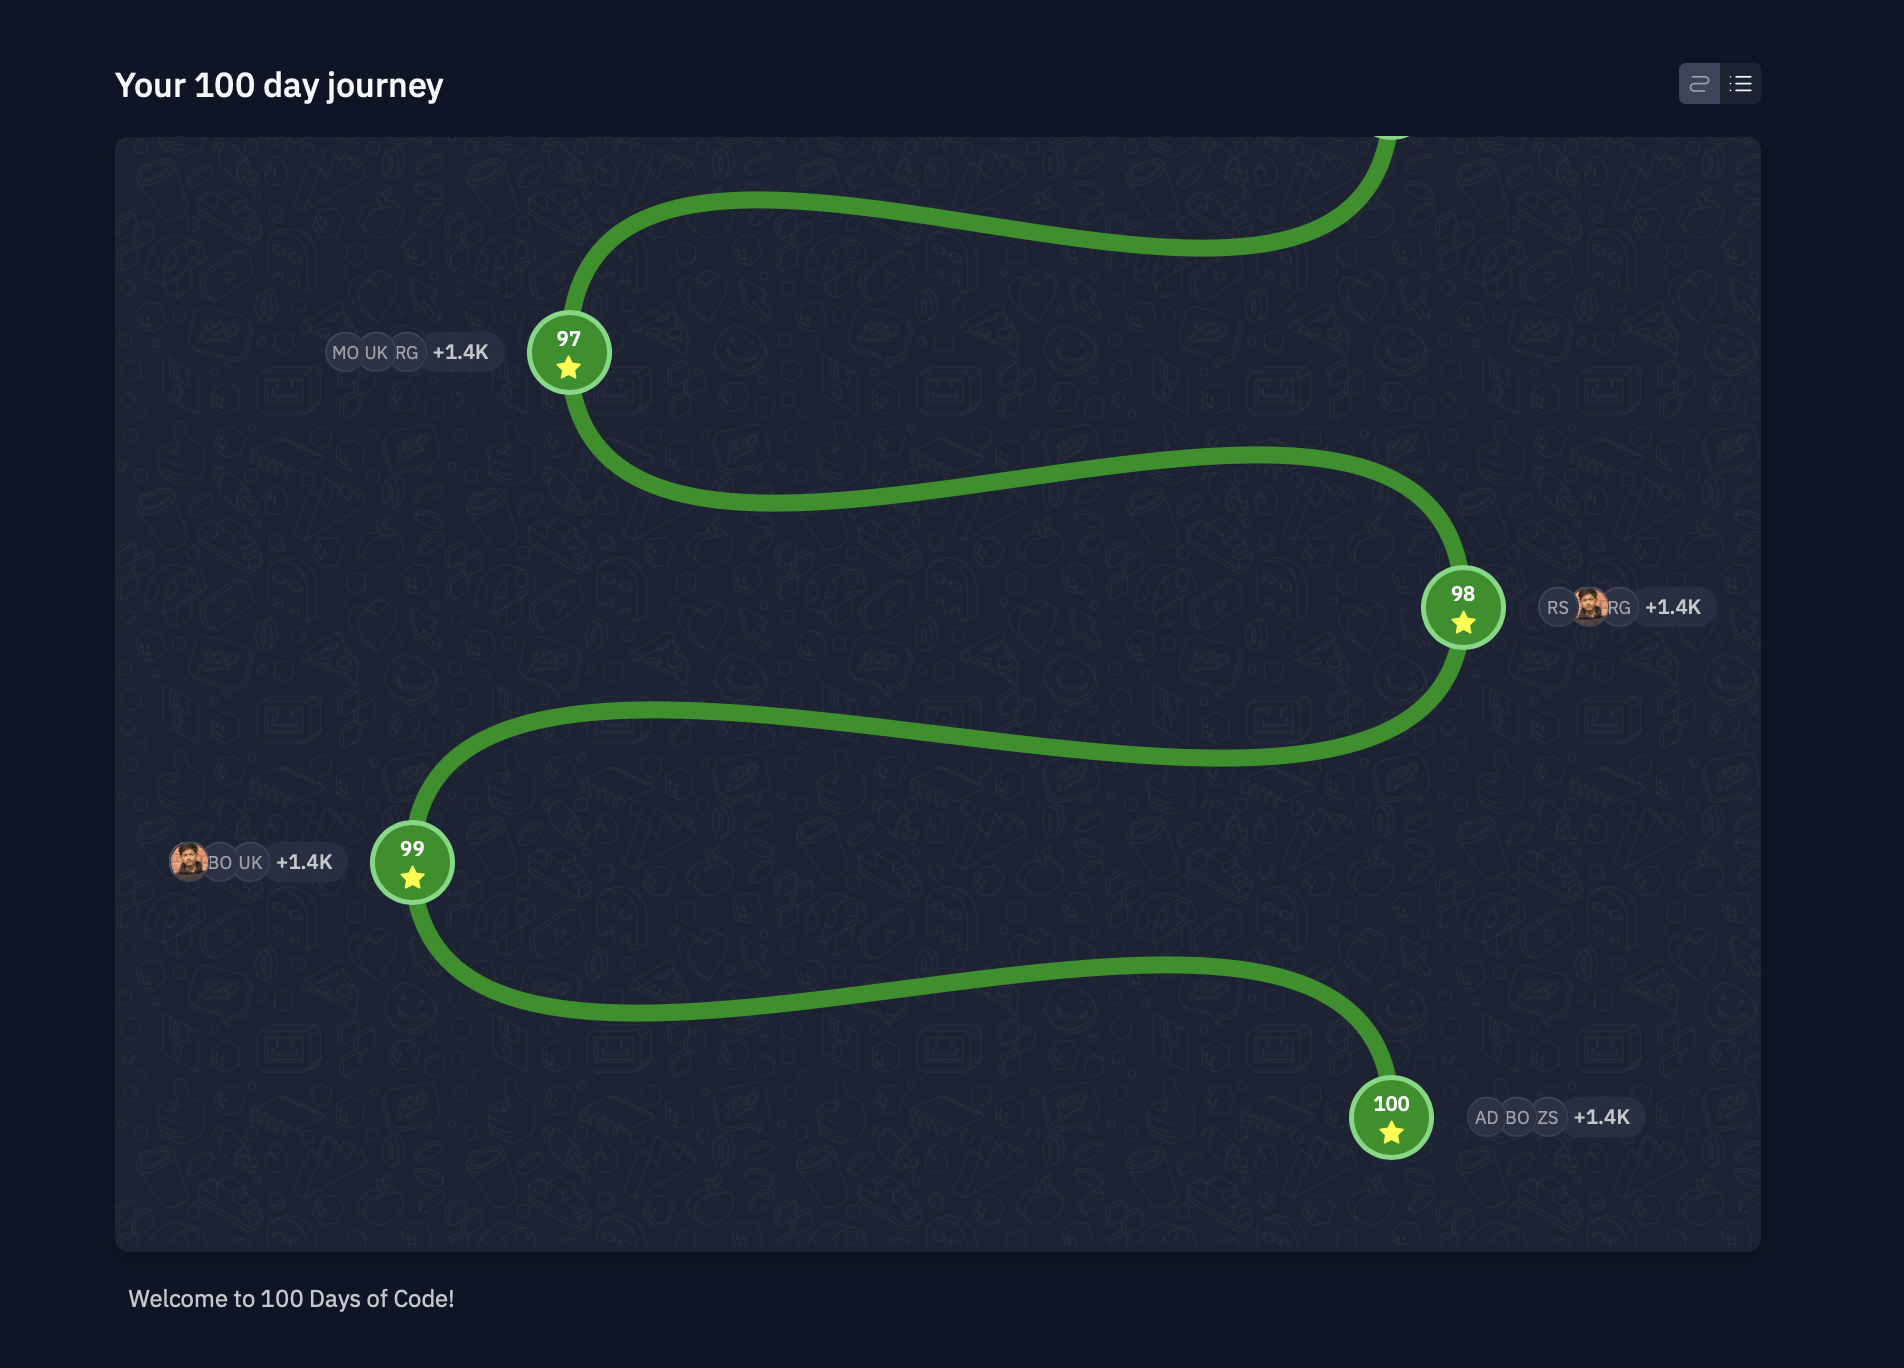 Your 100 day journey
97
MO UK RG +1.4K
98
RS RG +1.4K
99
BO UK +1.4K
100
AD BO ZS +1.4K
Welcome to 100 Days of Code!